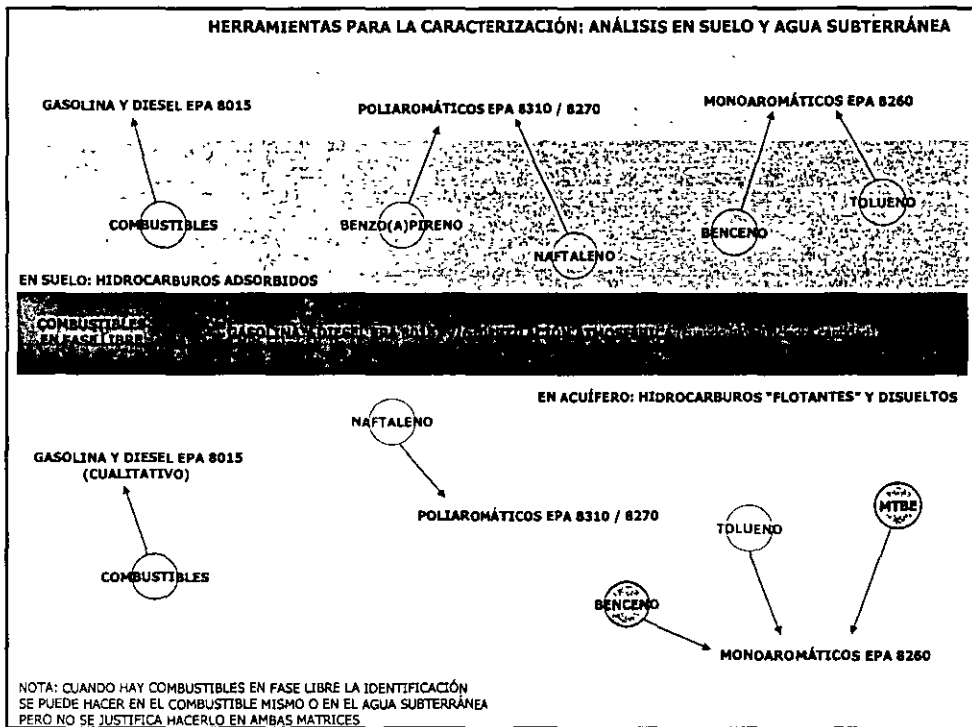 HERRAMIENTAS PARA LA CARACTERIZACIÓN: ANÁLISIS EN SUELO Y AGUA SUBTERRÁNEA
GASOLINA Y DIESEL EPA 8015
POLIAROMÁTICOS EPA 8310 / 8270
MONOAROMÁTICOS EPA 8260
COMBUSTIBLES
BENZO(A)PIRENO
NAFTALENO
BENCENO
TOLUENO
EN SUELO: HIDROCARBUROS ADSORBIDOS
COMBUSTIBLES
EN FASE LIBRE
GASOLINA Y DIESEL EPA
EN ACUÍFERO: HIDROCARBUROS "FLOTANTES" Y DISUELTOS
NAFTALENO
GASOLINA Y DIESEL EPA 8015
(CUALITATIVO)
POLIAROMÁTICOS EPA 8310 / 8270
TOLUENO
MTBE
COMBUSTIBLES
BENCENO
MONOAROMÁTICOS EPA 8260
NOTA: CUANDO HAY COMBUSTIBLES EN FASE LIBRE LA IDENTIFICACIÓN
SE PUEDE HACER EN EL COMBUSTIBLE MISMO O EN EL AGUA SUBTERRÁNEA
PERO NO SE JUSTIFICA HACERLO EN AMBAS MATRICES